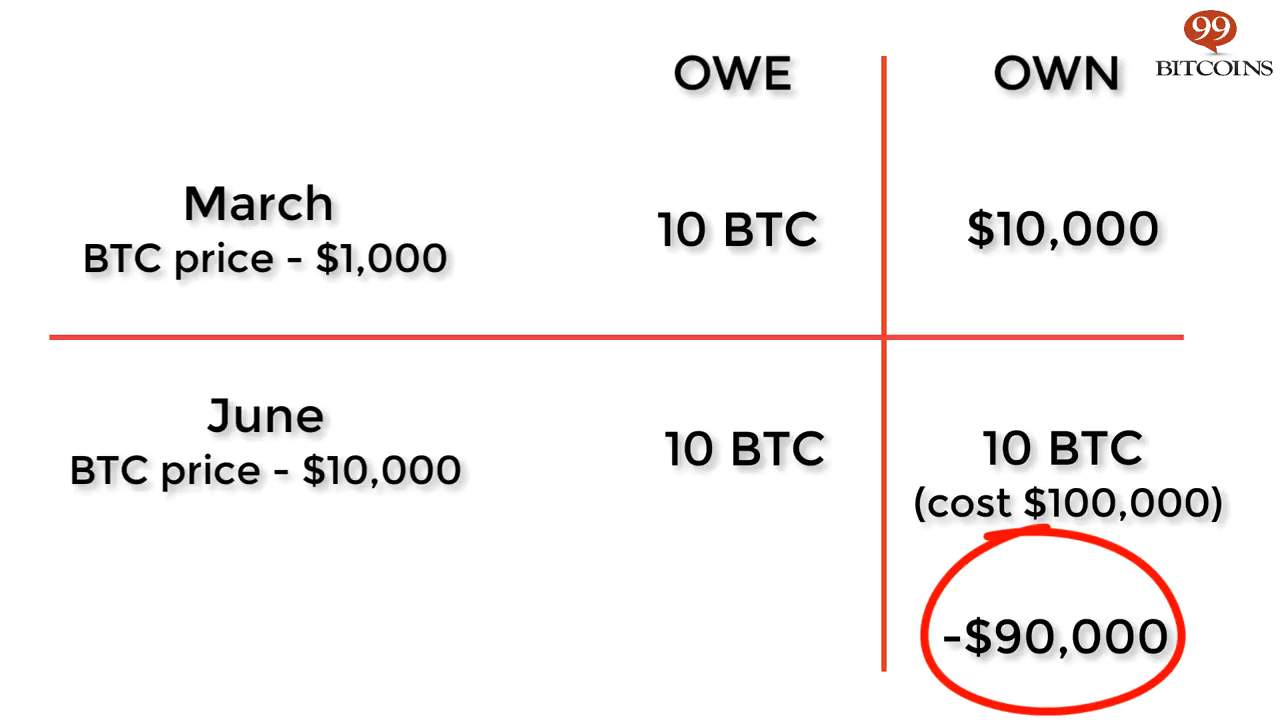 99
BITCOINS
OWE
OWN
March
BTC price - $1,000
10 BTC
$10,000
June
BTC price - $10,000
10 BTC
10 BTC
(cost $100,000)
-$90,000